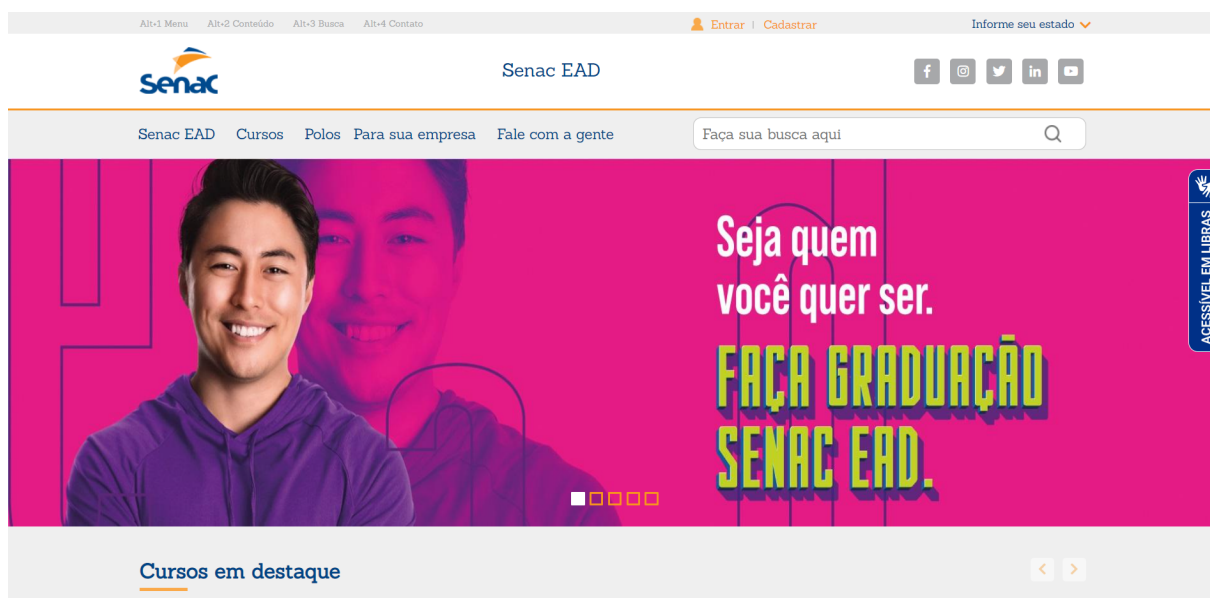 Alt+1 Menu Alt+2 Conteúdo Alt+3 Busca Alt+4 Contato Entrar | Cadastrar Informe seu estado
Senac
Senac EAD
Senac EAD Cursos Polos Para sua empresa Fale com a gente Faça sua busca aqui
Seja quem
você quer ser.
FAÇA GRADUAÇÃO
SENAC EAD.
ACESSÍVEL EM LIBRAS
Cursos em destaque